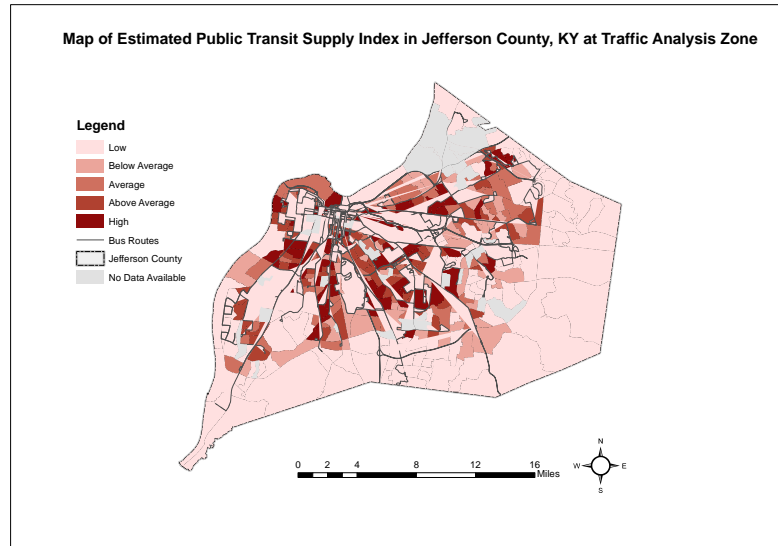 Map of Estimated Public Transit Supply Index in Jefferson County, KY at Traffic Analysis Zone
Legend
Low
Below Average
Average
Above Average
High
Bus Routes
Jefferson County
No Data Available
0 2 4 8 12 16
Miles
N
W E
S